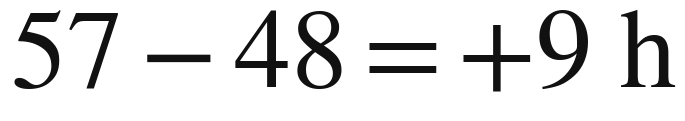 57 − 48 = +9 h